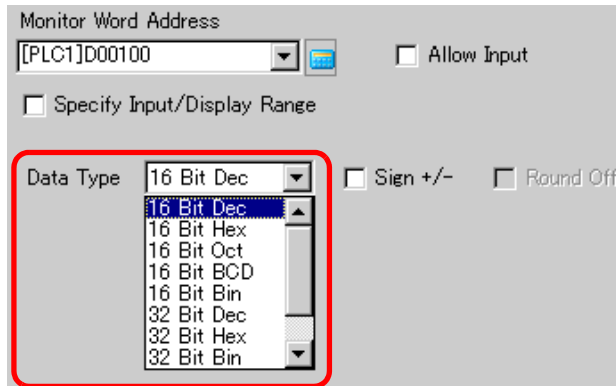 Monitor Word Address
[PLC1]D00100
Allow Input
Specify Input/Display Range
Data Type 16 Bit Dec Sign +/- Round Off
16 Bit Dec
16 Bit Hex
16 Bit Oct
16 Bit BCD
16 Bit Bin
32 Bit Dec
32 Bit Hex
32 Bit Bin